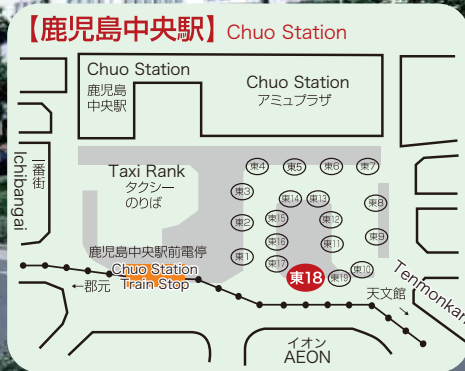 【鹿児島中央駅】 Chuo Station
Chuo Station
鹿児島
中央駅
Chuo Station
アミュプラザ
Ichibangai
一番街
Taxi Rank
タクシー
のりば
東4
東5
東6
東7
東3
東14
東13
東8
東2
東15
東12
東16
東11
東9
東1
東17
東18
東19
東10
鹿児島中央駅前電停
Chuo Station
Train Stop
←郡元
天文館
Tenmonkan
イオン
AEON